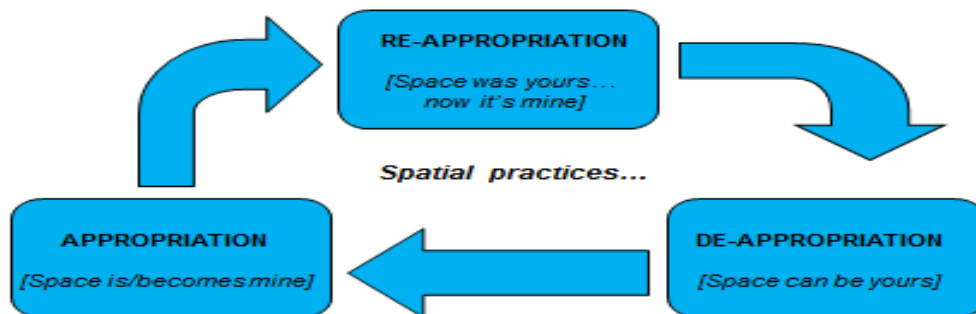 RE-APPROPRIATION
[Space was yours...
now it's mine]
Spatial practices...
APPROPRIATION
[Space is/becomes mine]
DE-APPROPRIATION
[Space can be yours]